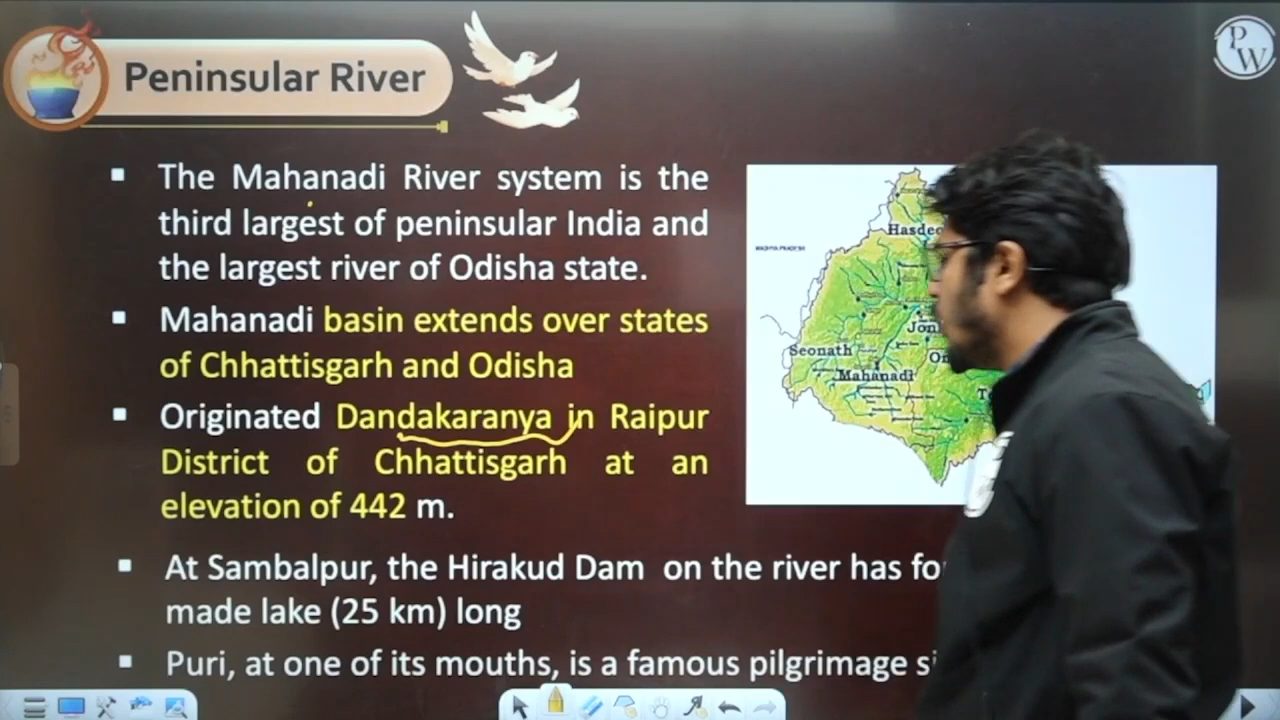 Peninsular River
PW
▪ The Mahanadi River system is the
third largest of peninsular India and
the largest river of Odisha state.
▪ Mahanadi basin extends over states
of Chhattisgarh and Odisha
▪ Originated Dandakaranya in Raipur
District of Chhattisgarh at an
elevation of 442 m.
▪ At Sambalpur, the Hirakud Dam on the river has fo
made lake (25 km) long
▪ Puri, at one of its mouths, is a famous pilgrimage si
MADHYA PRADESH
Hasdeo
Seonath
Mahanadi